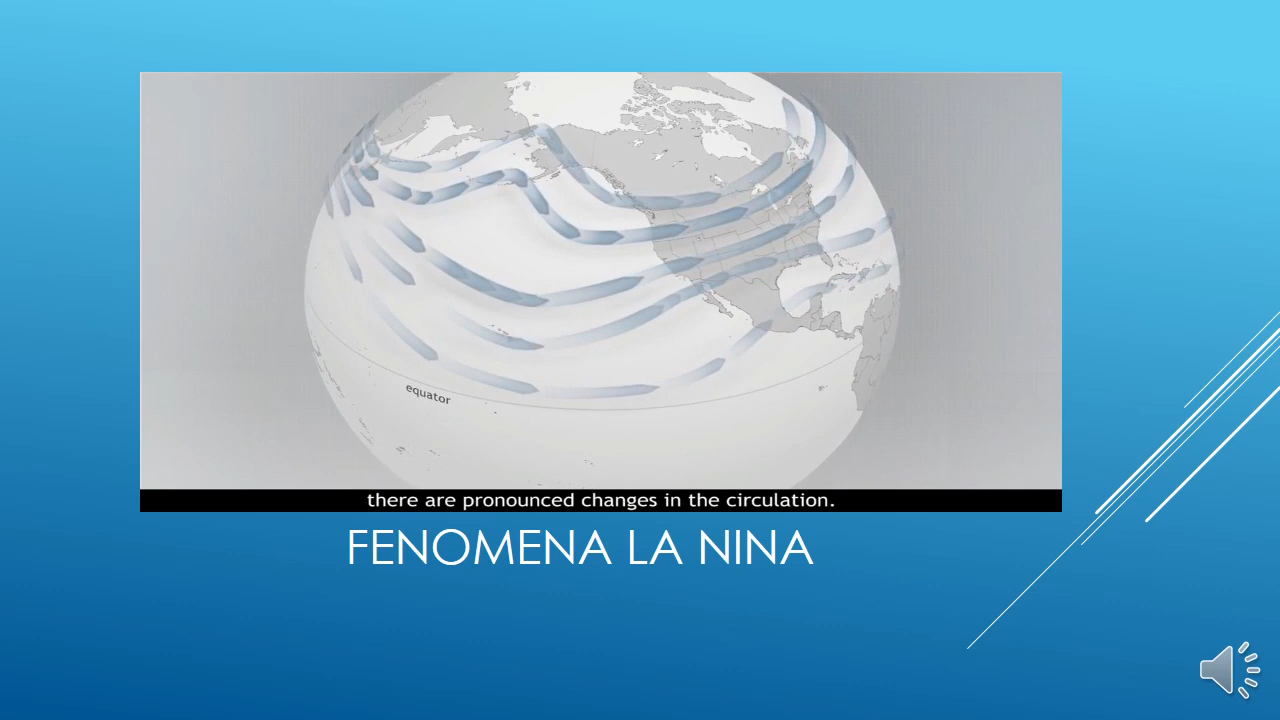 equator
there are pronounced changes in the circulation.
FENOMENA LA NINA